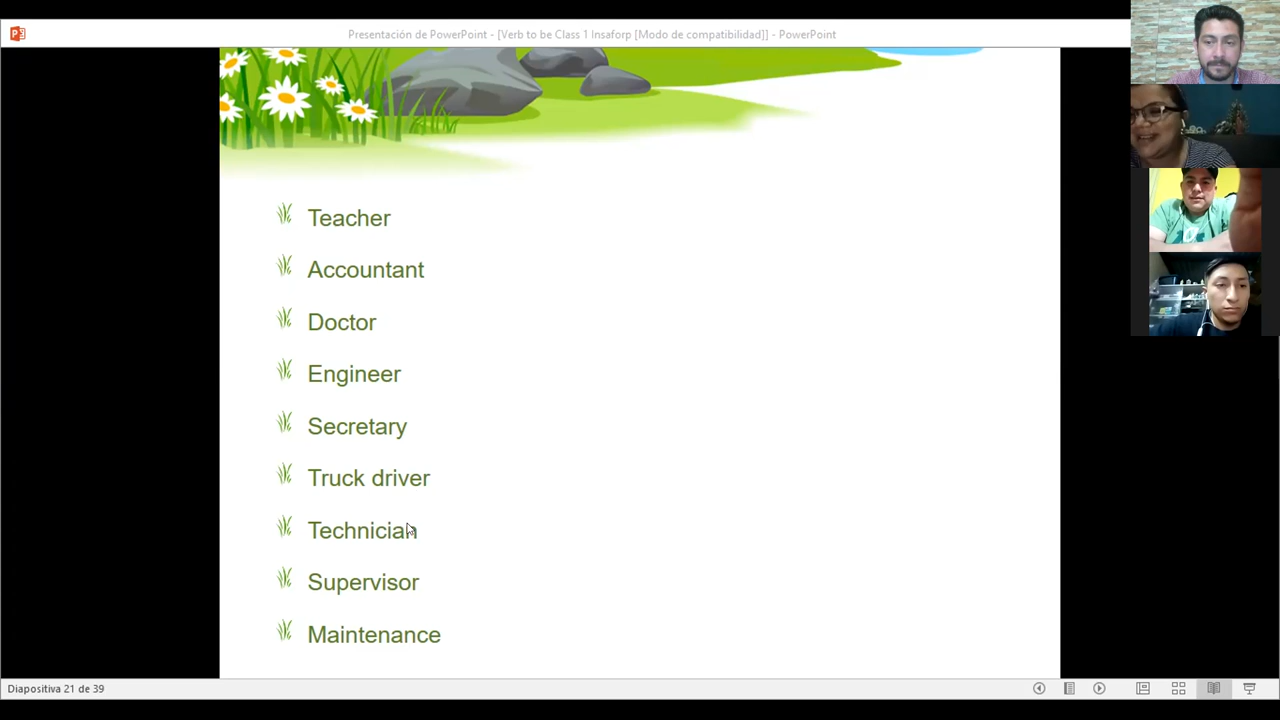 Presentación de PowerPoint - [Verb to be Class 1 Insaforp [Modo de compatibilidad]] - PowerPoint
Teacher
Accountant
Doctor
Engineer
Secretary
Truck driver
Technician
Supervisor
Maintenance
Diapositiva 21 de 39